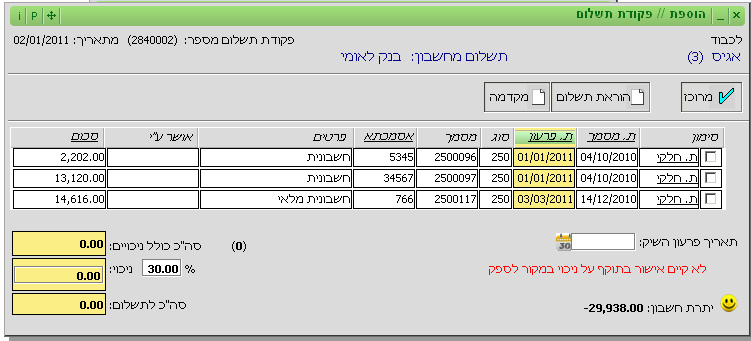 הוספת // פקודת תשלום
לכבוד פקודת תשלום מספר: (2840002) מתאריך: 02/01/2011
אגיס (3) תשלום מחשבון: בנק לאומי
מרוכז הוראת תשלום מקדמה
סימון ת. מסמך ת. פרעון סוג מסמך אסמכתא פרטים אושר ע"י סכום
ת. חלקי 04/10/2010 01/01/2011 250 2500096 5345 חשבונית 2,202.00
ת. חלקי 04/10/2010 01/01/2011 250 2500097 34567 חשבונית 13,120.00
ת. חלקי 14/12/2010 03/03/2011 250 2500117 766 חשבונית מלאי 14,616.00
תאריך פרעון השיק: 30 (0) סה"כ כולל ניכויים: 0.00
לא קיים אישור בתוקף על ניכוי במקור לספק % 30.00 ניכוי: 0.00
יתרת חשבון: -29,938.00 סה"כ לתשלום: 0.00